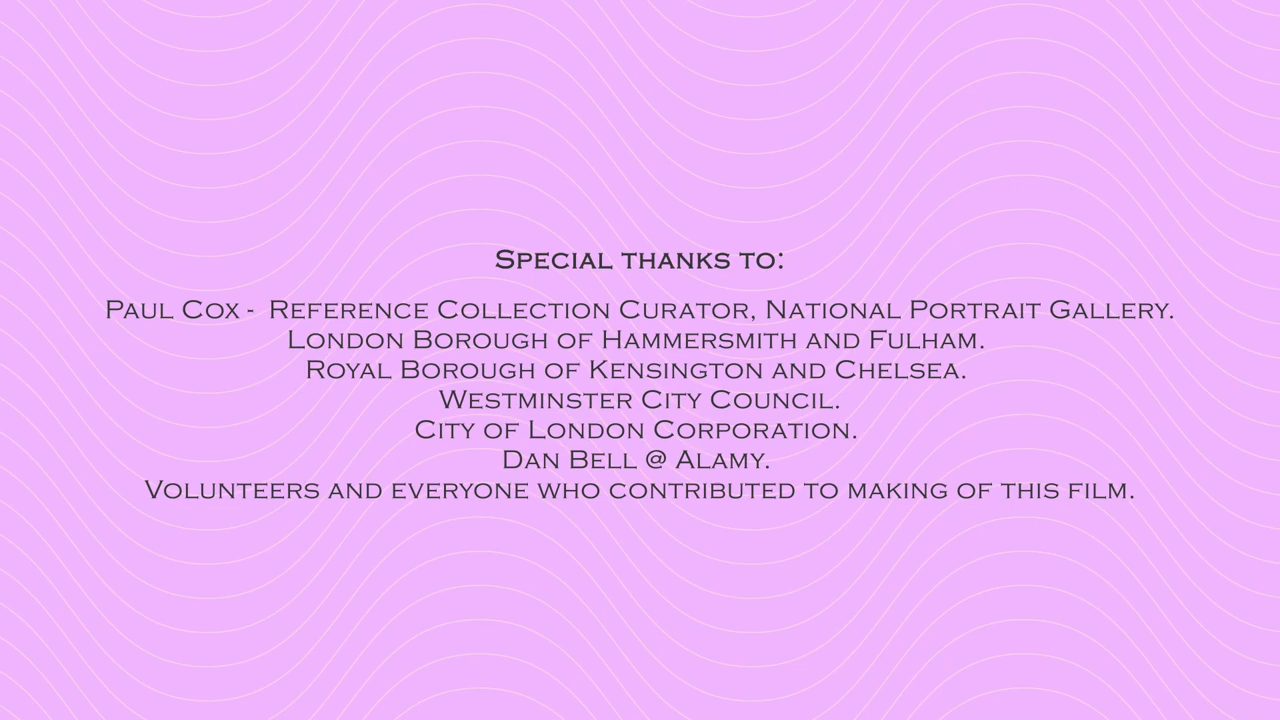 Special thanks to:
Paul Cox -  Reference Collection Curator, National Portrait Gallery.
London Borough of Hammersmith and Fulham.
Royal Borough of Kensington and Chelsea.
Westminster City Council.
City of London Corporation.
Dan Bell @ Alamy.
Volunteers and everyone who contributed to making of this film.